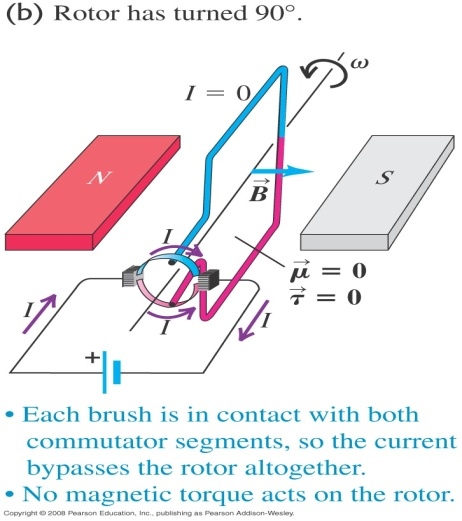 (b) Rotor has turned 90°.
ω
I = 0
N
S
B⃗
I
μ⃗ = 0
τ⃗ = 0
I
I
I
+
• Each brush is in contact with both
commutator segments, so the current
bypasses the rotor altogether.
• No magnetic torque acts on the rotor.
Copyright © 2008 Pearson Education, Inc., publishing as Pearson Addison-Wesley.